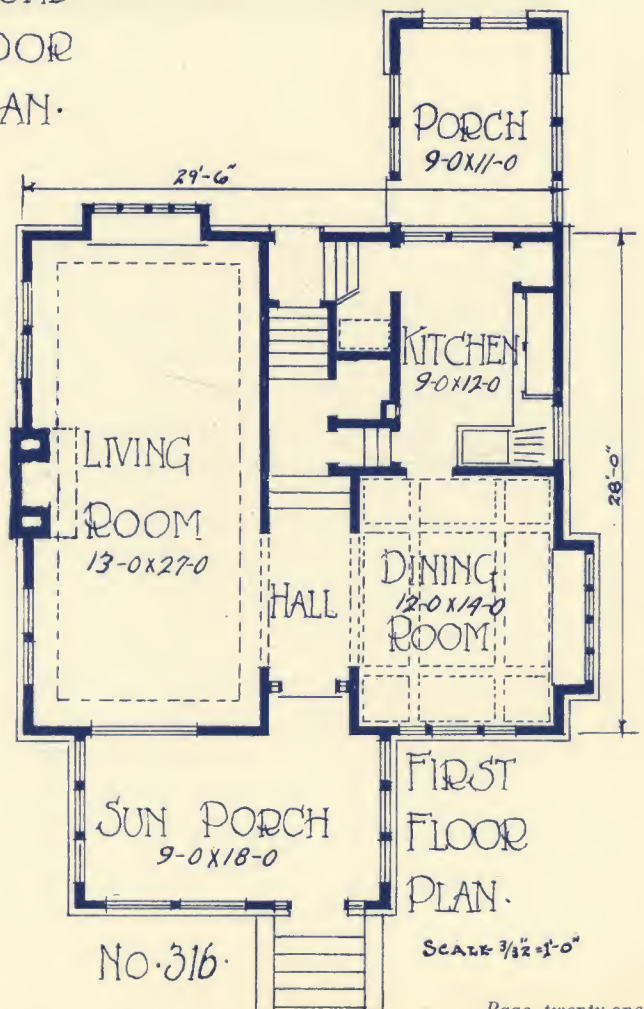 PLAN.
PORCH
9-0X11-0
29'-6"
KITCHEN
9-0X12-0
LIVING
ROOM
13-0X27-0
28'-0"
HALL
DINING
12-0X14-0
ROOM
SUN PORCH
9-0X18-0
FIRST
FLOOR
PLAN.
SCALE 3/32"=1'-0"
NO.316.
Page twenty-one